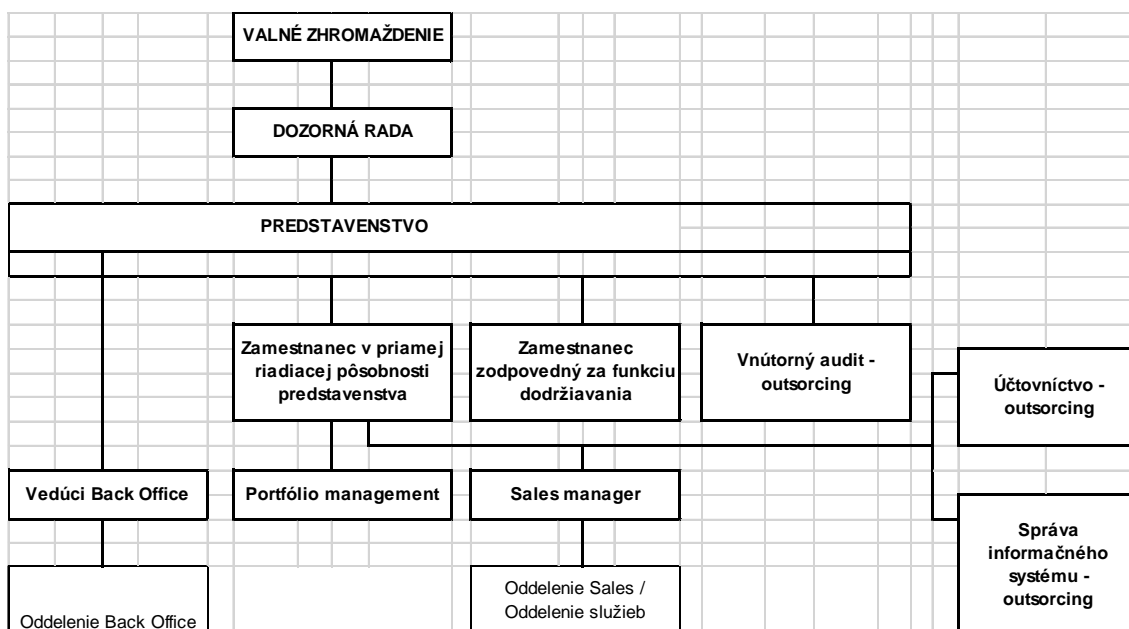 VALNÉ ZHROMAŽDENIE
DOZORNÁ RADA
PREDSTAVENSTVO
Zamestnanec v priamej
riadiacej pôsobnosti
predstavenstva
Zamestnanec
zodpovedný za funkciu
dodržiavania
Vnútorný audit -
outsorcing
Účtovníctvo -
outsorcing
Vedúci Back Office
Portfólio management
Sales manager
Správa
informačného
systému -
outsorcing
Oddelenie Back Office
Oddelenie Sales /
Oddelenie služieb